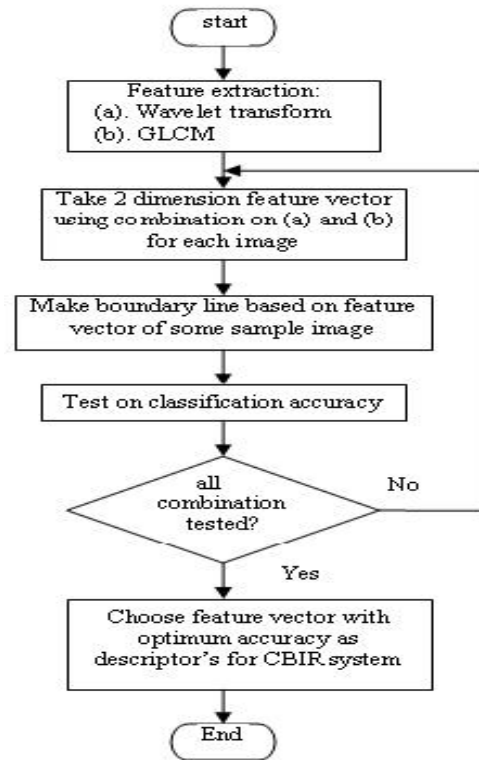 start
Feature extraction:
(a). Wavelet transform
(b). GLCM
Take 2 dimension feature vector
using combination on (a) and (b)
for each image
Make boundary line based on feature
vector of some sample image
Test on classification accuracy
all
combination
tested?
No
Yes
Choose feature vector with
optimum accuracy as
descriptor's for CBIR system
End